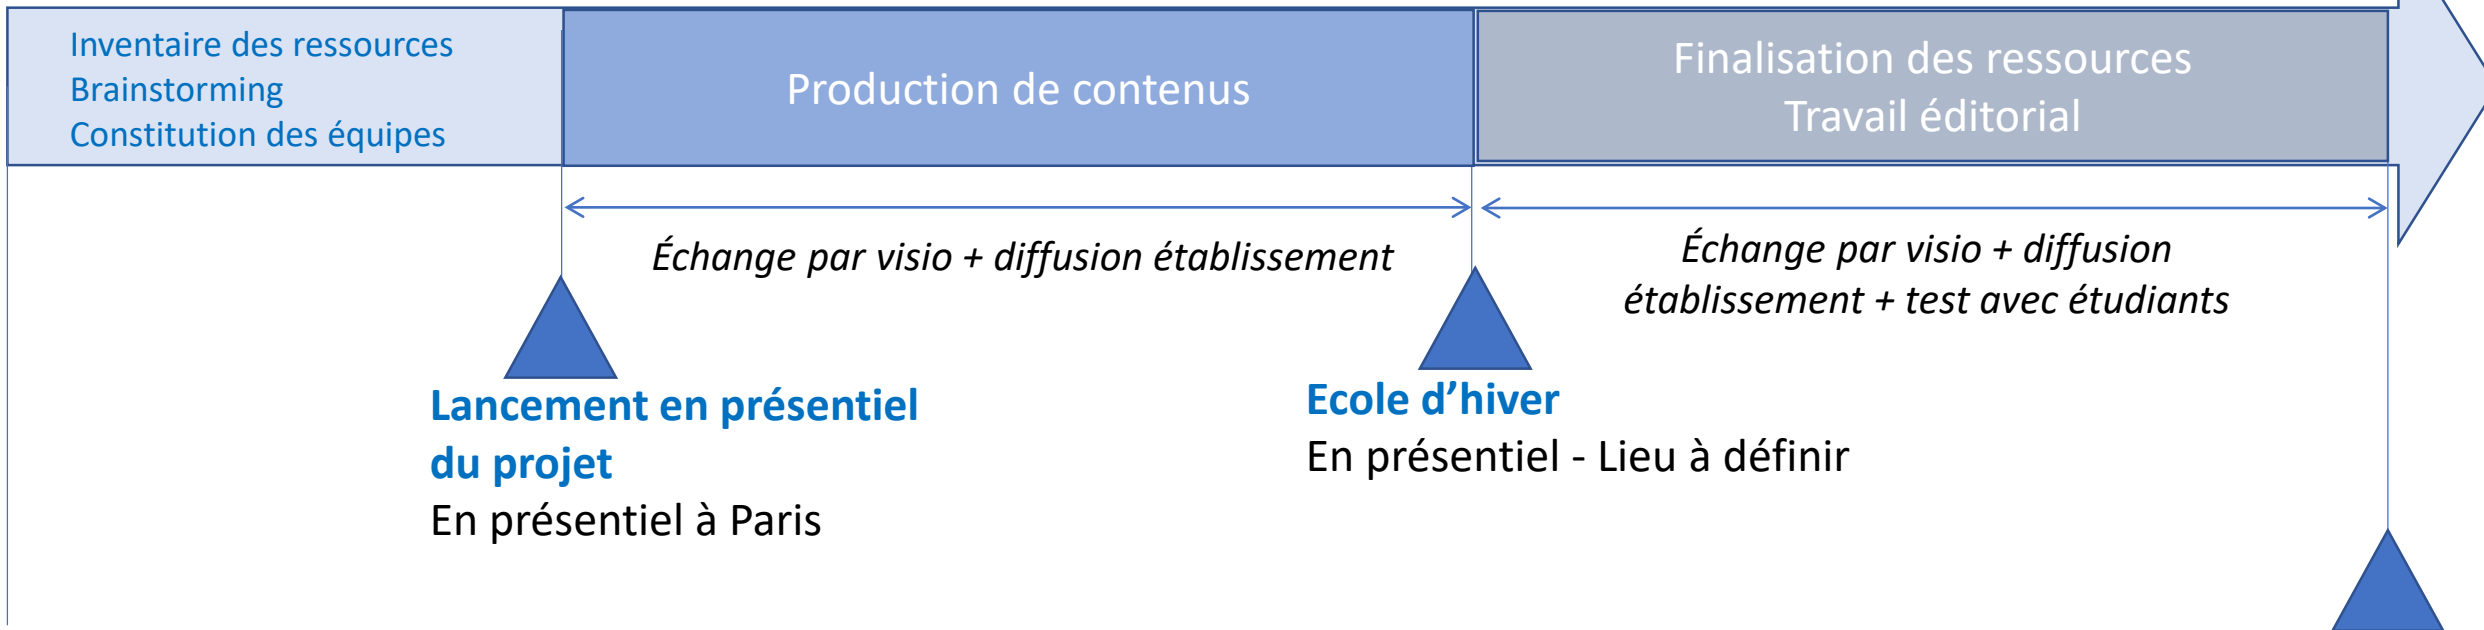 Inventaire des ressources
Brainstorming
Constitution des équipes
Production de contenus
Finalisation des ressources
Travail éditorial
Échange par visio + diffusion établissement
Échange par visio + diffusion
établissement + test avec étudiants
Lancement en présentiel
du projet
En présentiel à Paris
Ecole d’hiver
En présentiel - Lieu à définir